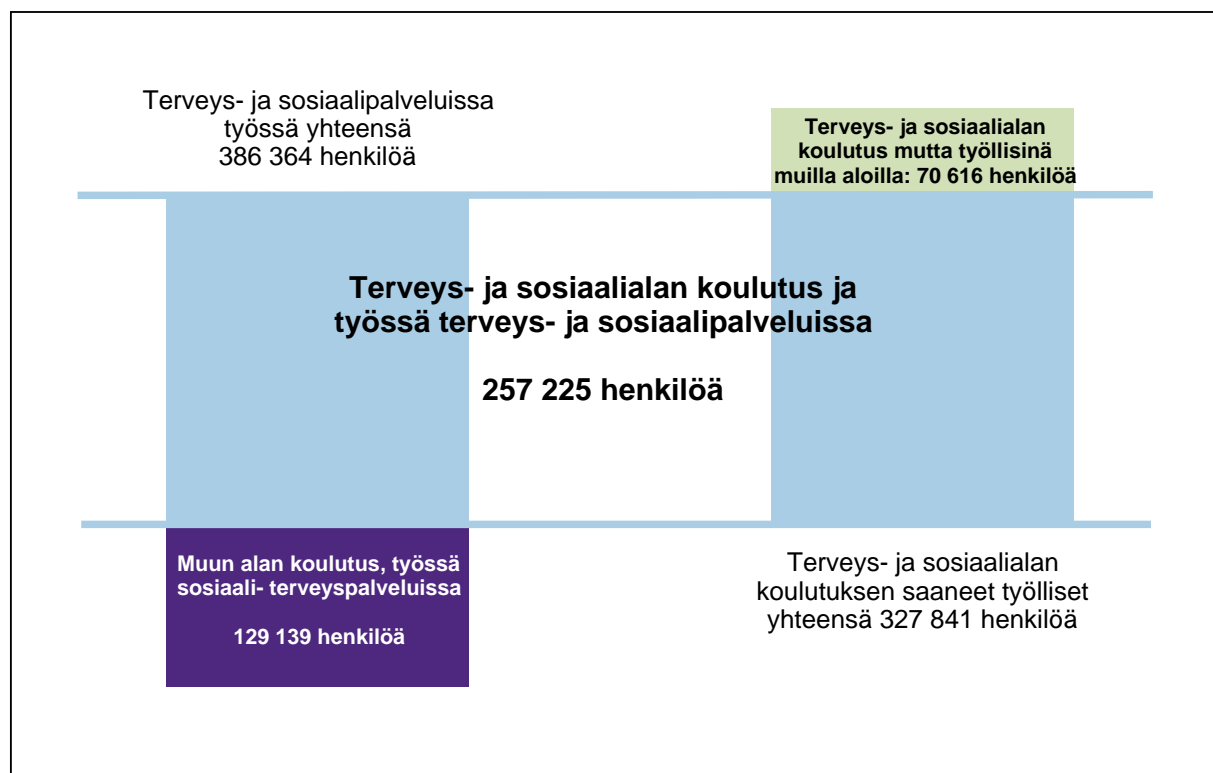 Terveys- ja sosiaalipalveluissa
työssä yhteensä
386 364 henkilöä
Terveys- ja sosiaalialan
koulutus mutta työllisinä
muilla aloilla: 70 616 henkilöä
Terveys- ja sosiaalialan koulutus ja
työssä terveys- ja sosiaalipalveluissa
257 225 henkilöä
Muun alan koulutus, työssä
sosiaali- terveyspalveluissa
129 139 henkilöä
Terveys- ja sosiaalialan
koulutuksen saaneet työlliset
yhteensä 327 841 henkilöä